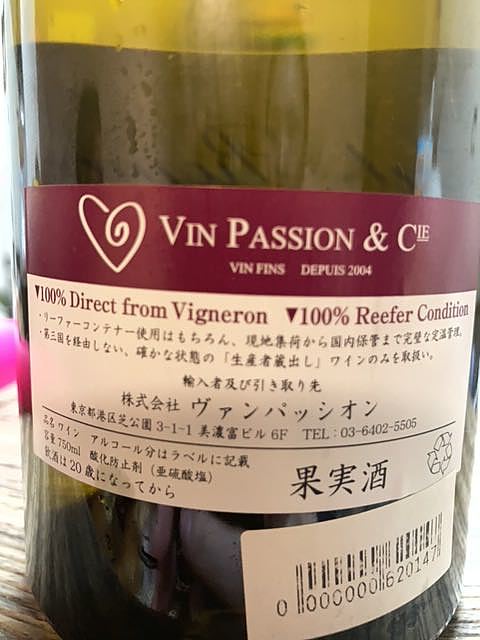 VIN PASSION & CIE
VIN FINS DEPUIS 2004
▼100% Direct from Vigneron ▼100% Reefer Condition
・リーファーコンテナー使用はもちろん、現地集荷から国内保管まで完璧な定温管理。
・第三国を経由しない、確かな状態の「生産者蔵出し」ワインのみを取扱い。
輸入者及び引き取り先
株式会社 ヴァンパッシオン
東京都港区芝公園 3-1-1 美濃富ビル 6F TEL:03-6402-5505
品名 ワイン アルコール分はラベルに記載
容量 750ml 酸化防止剤(亜硫酸塩)
飲酒は20歳になってから
果実酒
0 000000 620147